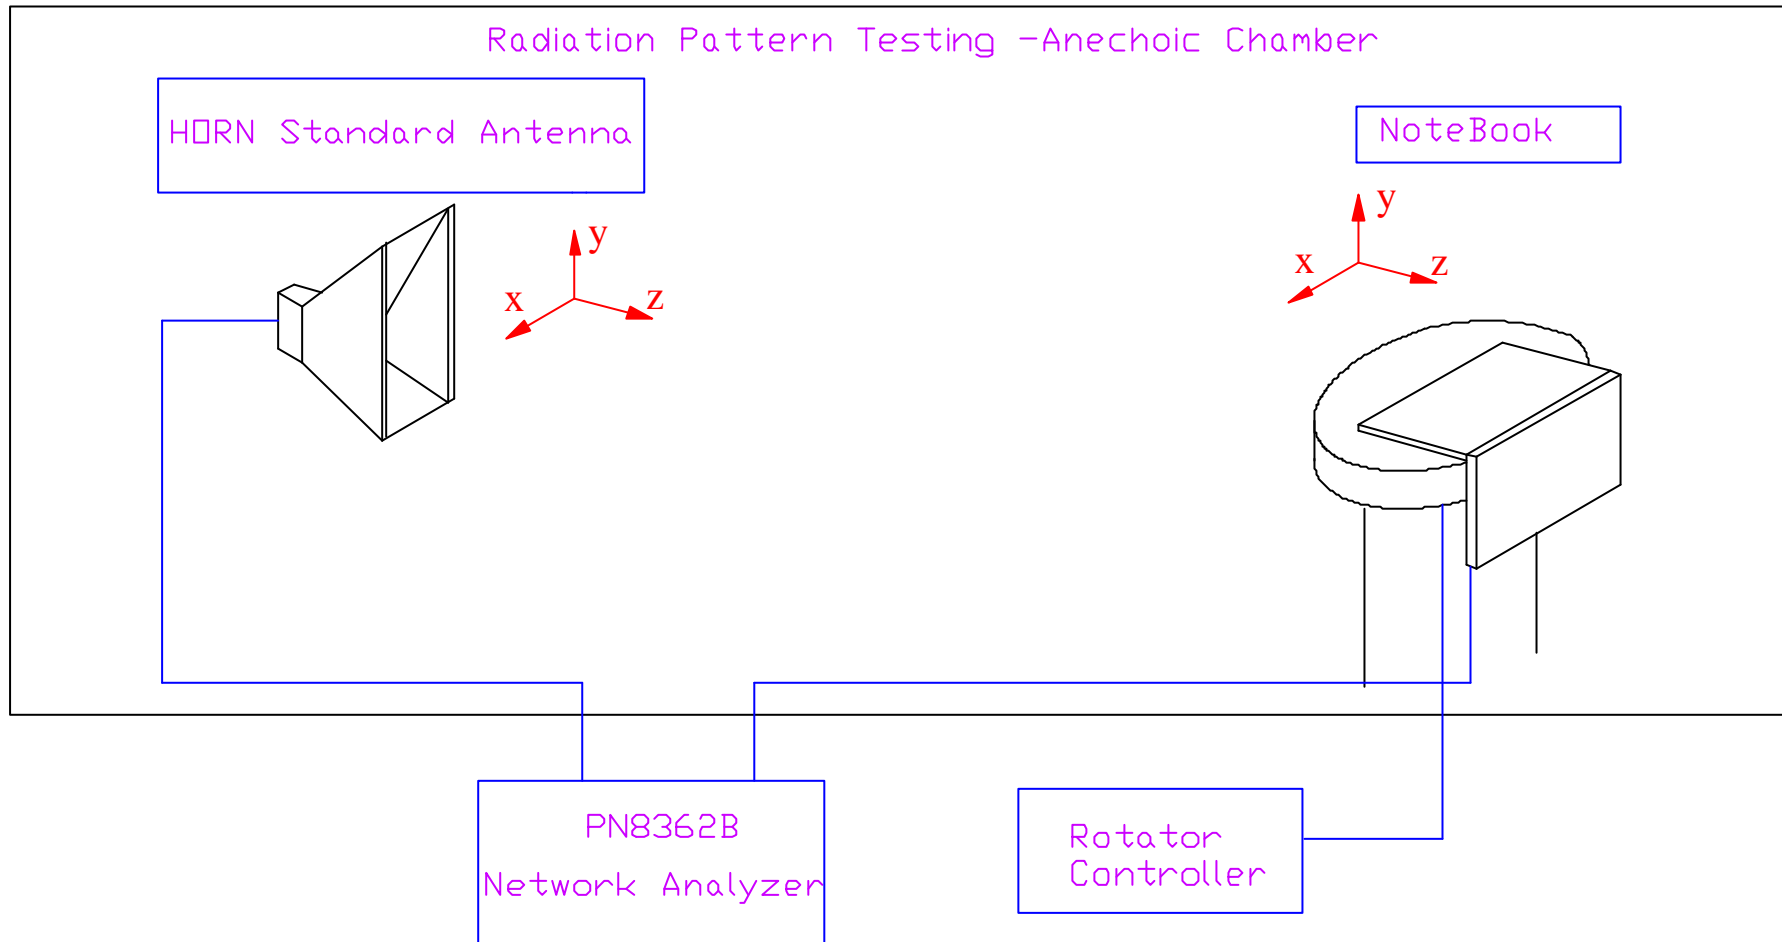 Radiation Pattern Testing -Anechoic Chamber
HORN Standard Antenna
NoteBook
y
x
z
y
x
z
PN8362B
Network Analyzer
Rotator
Controller